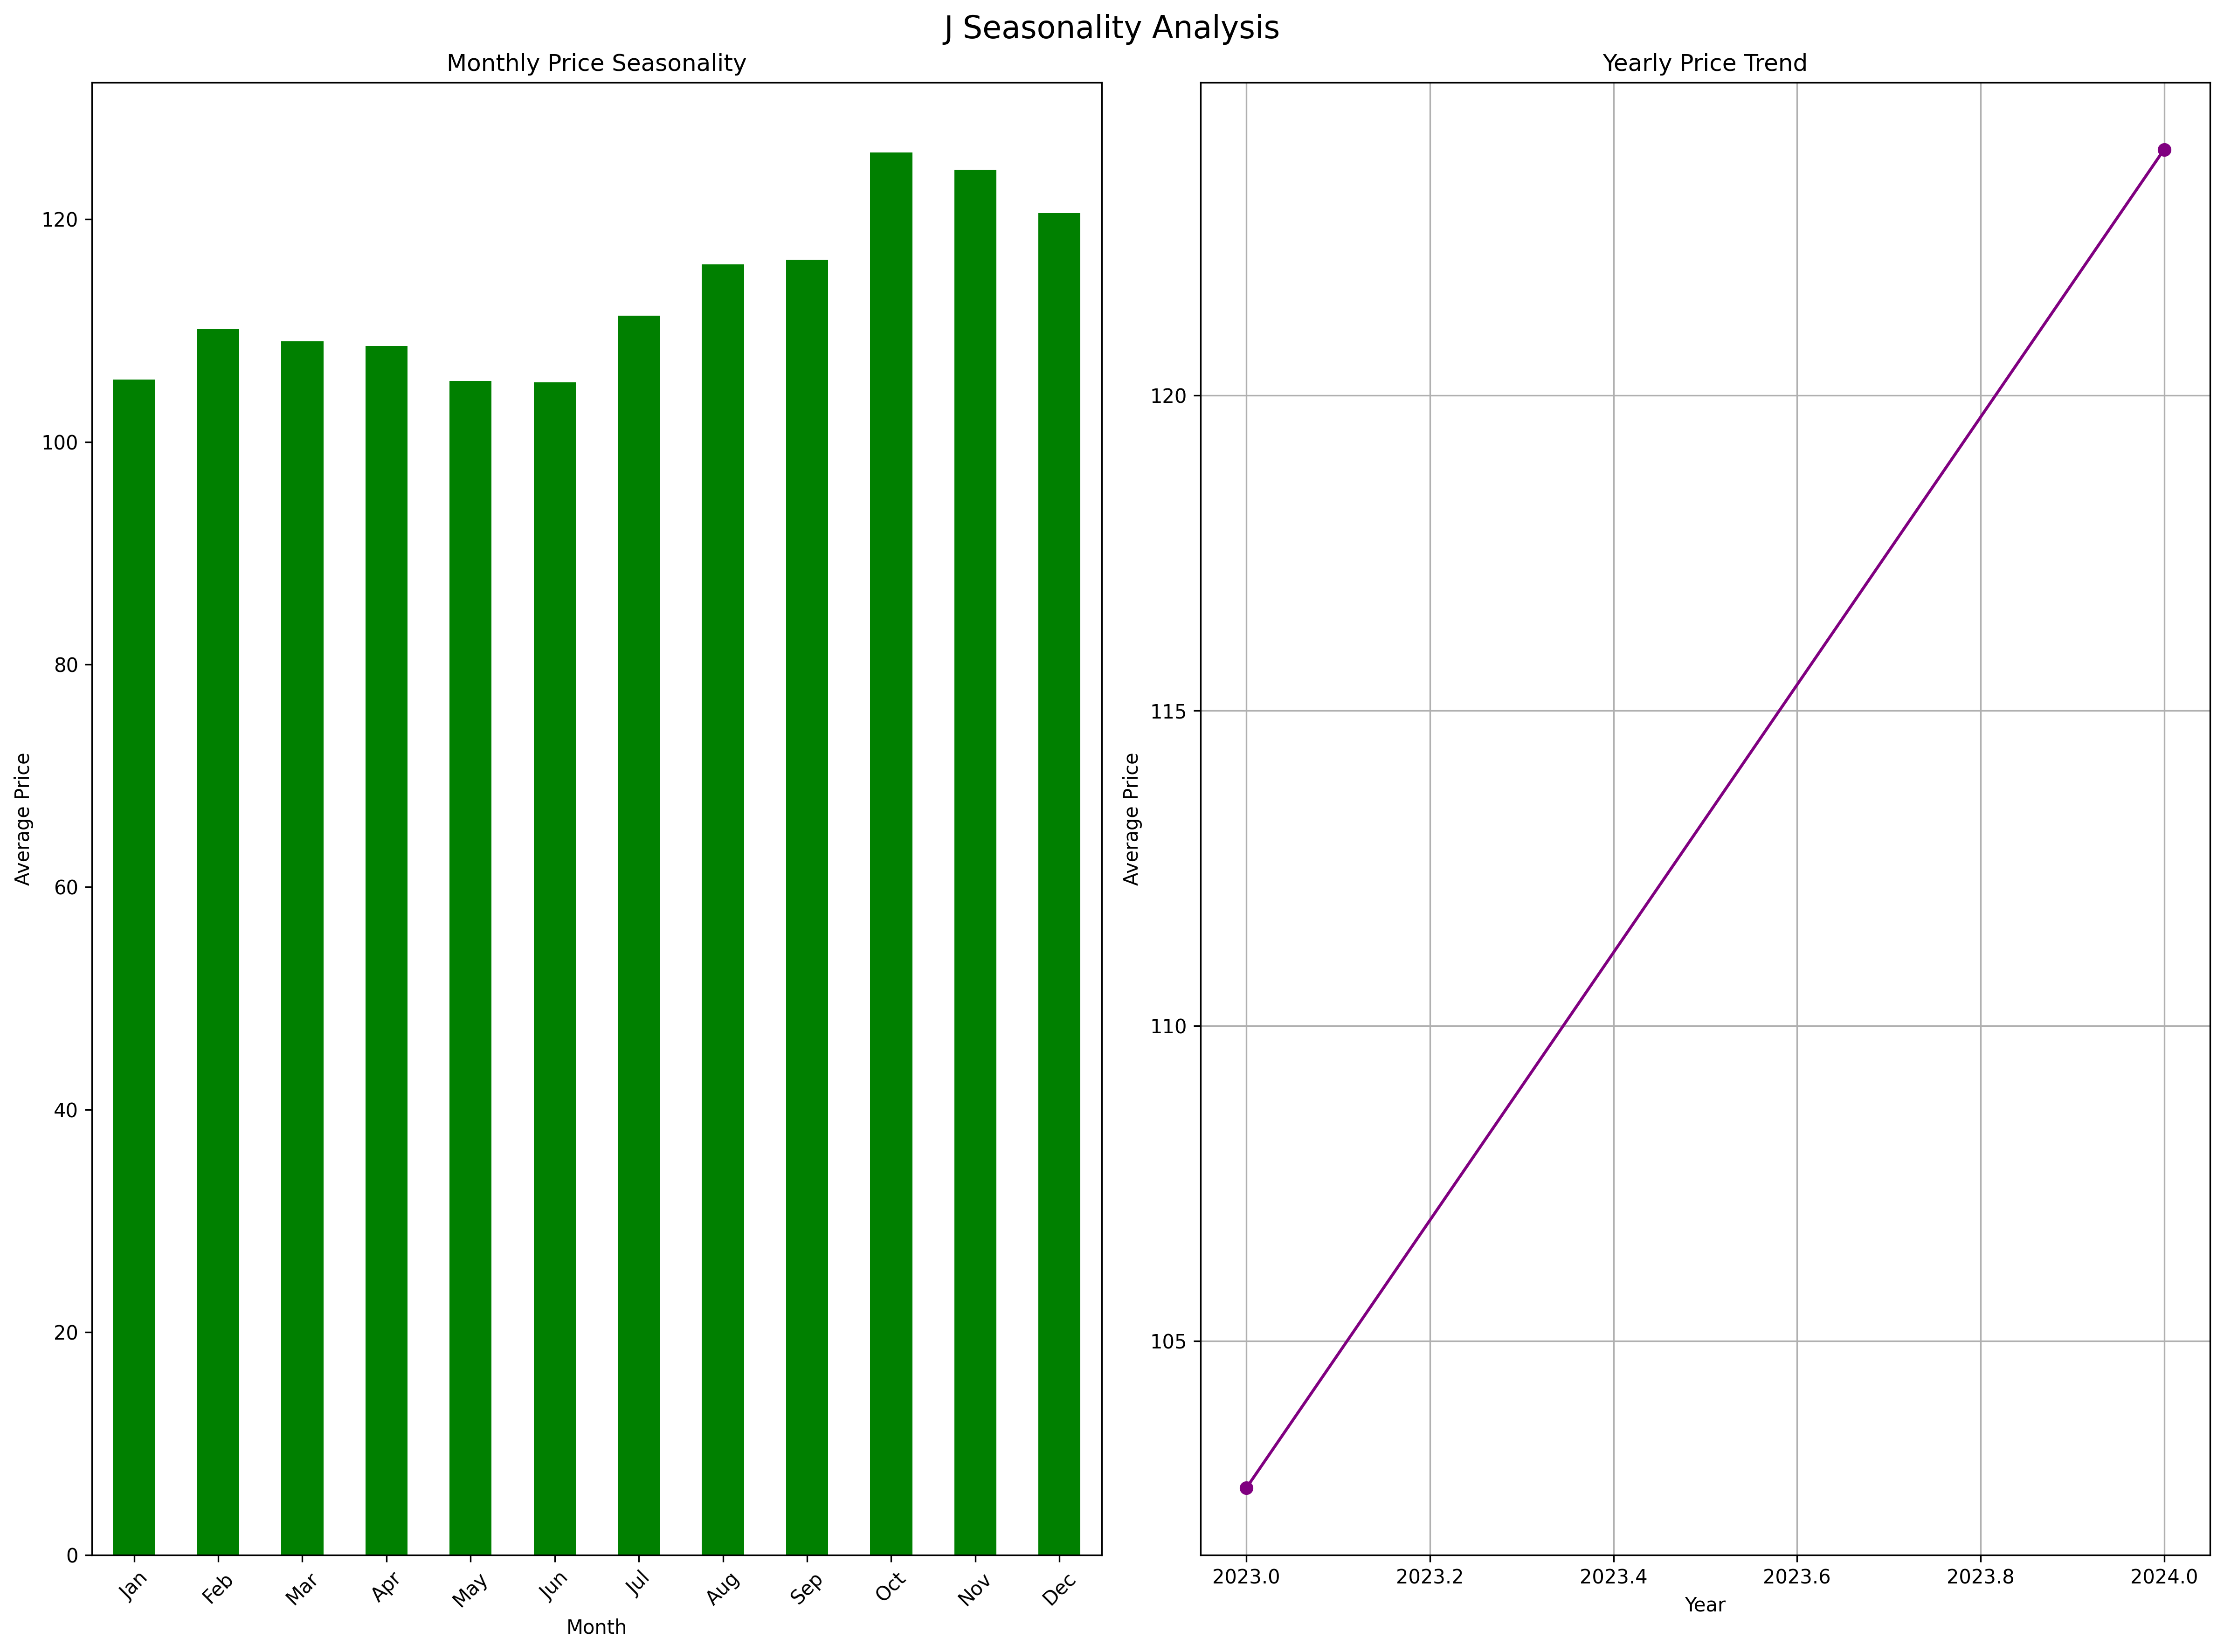 J Seasonality Analysis
Monthly Price Seasonality
120
100
80
60
40
20
0
Average Price
Jan Feb Mar Apr May Jun Jul Aug Sep Oct Nov Dec
Month
Yearly Price Trend
120
115
110
105
Average Price
2023.0 2023.2 2023.4 2023.6 2023.8 2024.0
Year